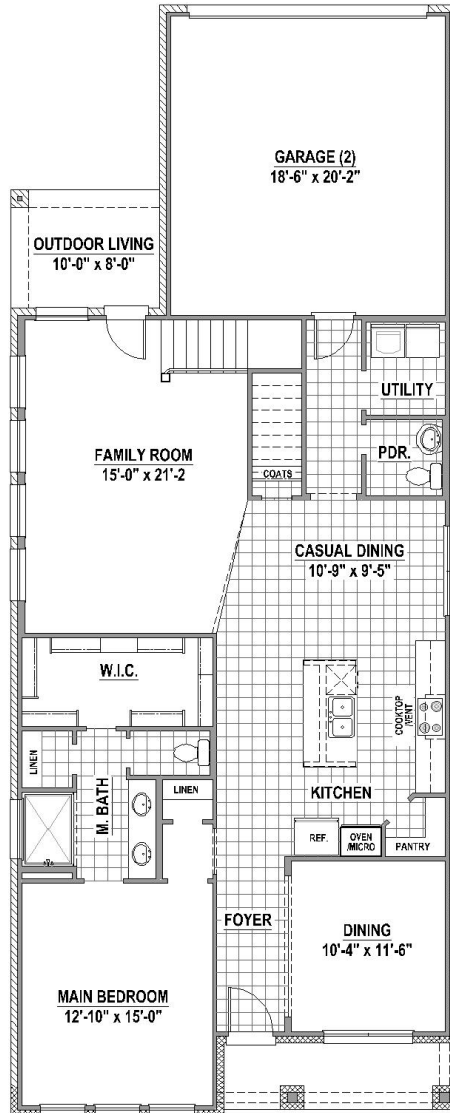 GARAGE (2)
18'-6" x 20'-2"
OUTDOOR LIVING
10'-0" x 8'-0"
UTILITY
PDR.
FAMILY ROOM
15'-0" x 21'-2
COATS
CASUAL DINING
10'-9" x 9'-5"
W.I.C.
COOKTOP
/VENT
LINEN
M. BATH
LINEN
KITCHEN
REF.
OVEN
/MICRO
PANTRY
FOYER
DINING
10'-4" x 11'-6"
MAIN BEDROOM
12'-10" x 15'-0"